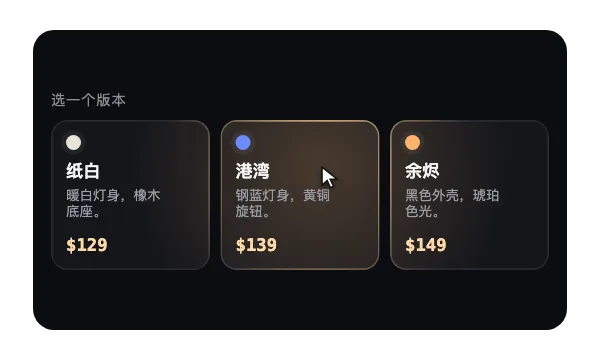 选一个版本
纸白
暖白灯身，橡木
底座。
$129
港湾
钢蓝灯身，黄铜
旋钮。
$139
余烬
黑色外壳，琥珀
色光。
$149